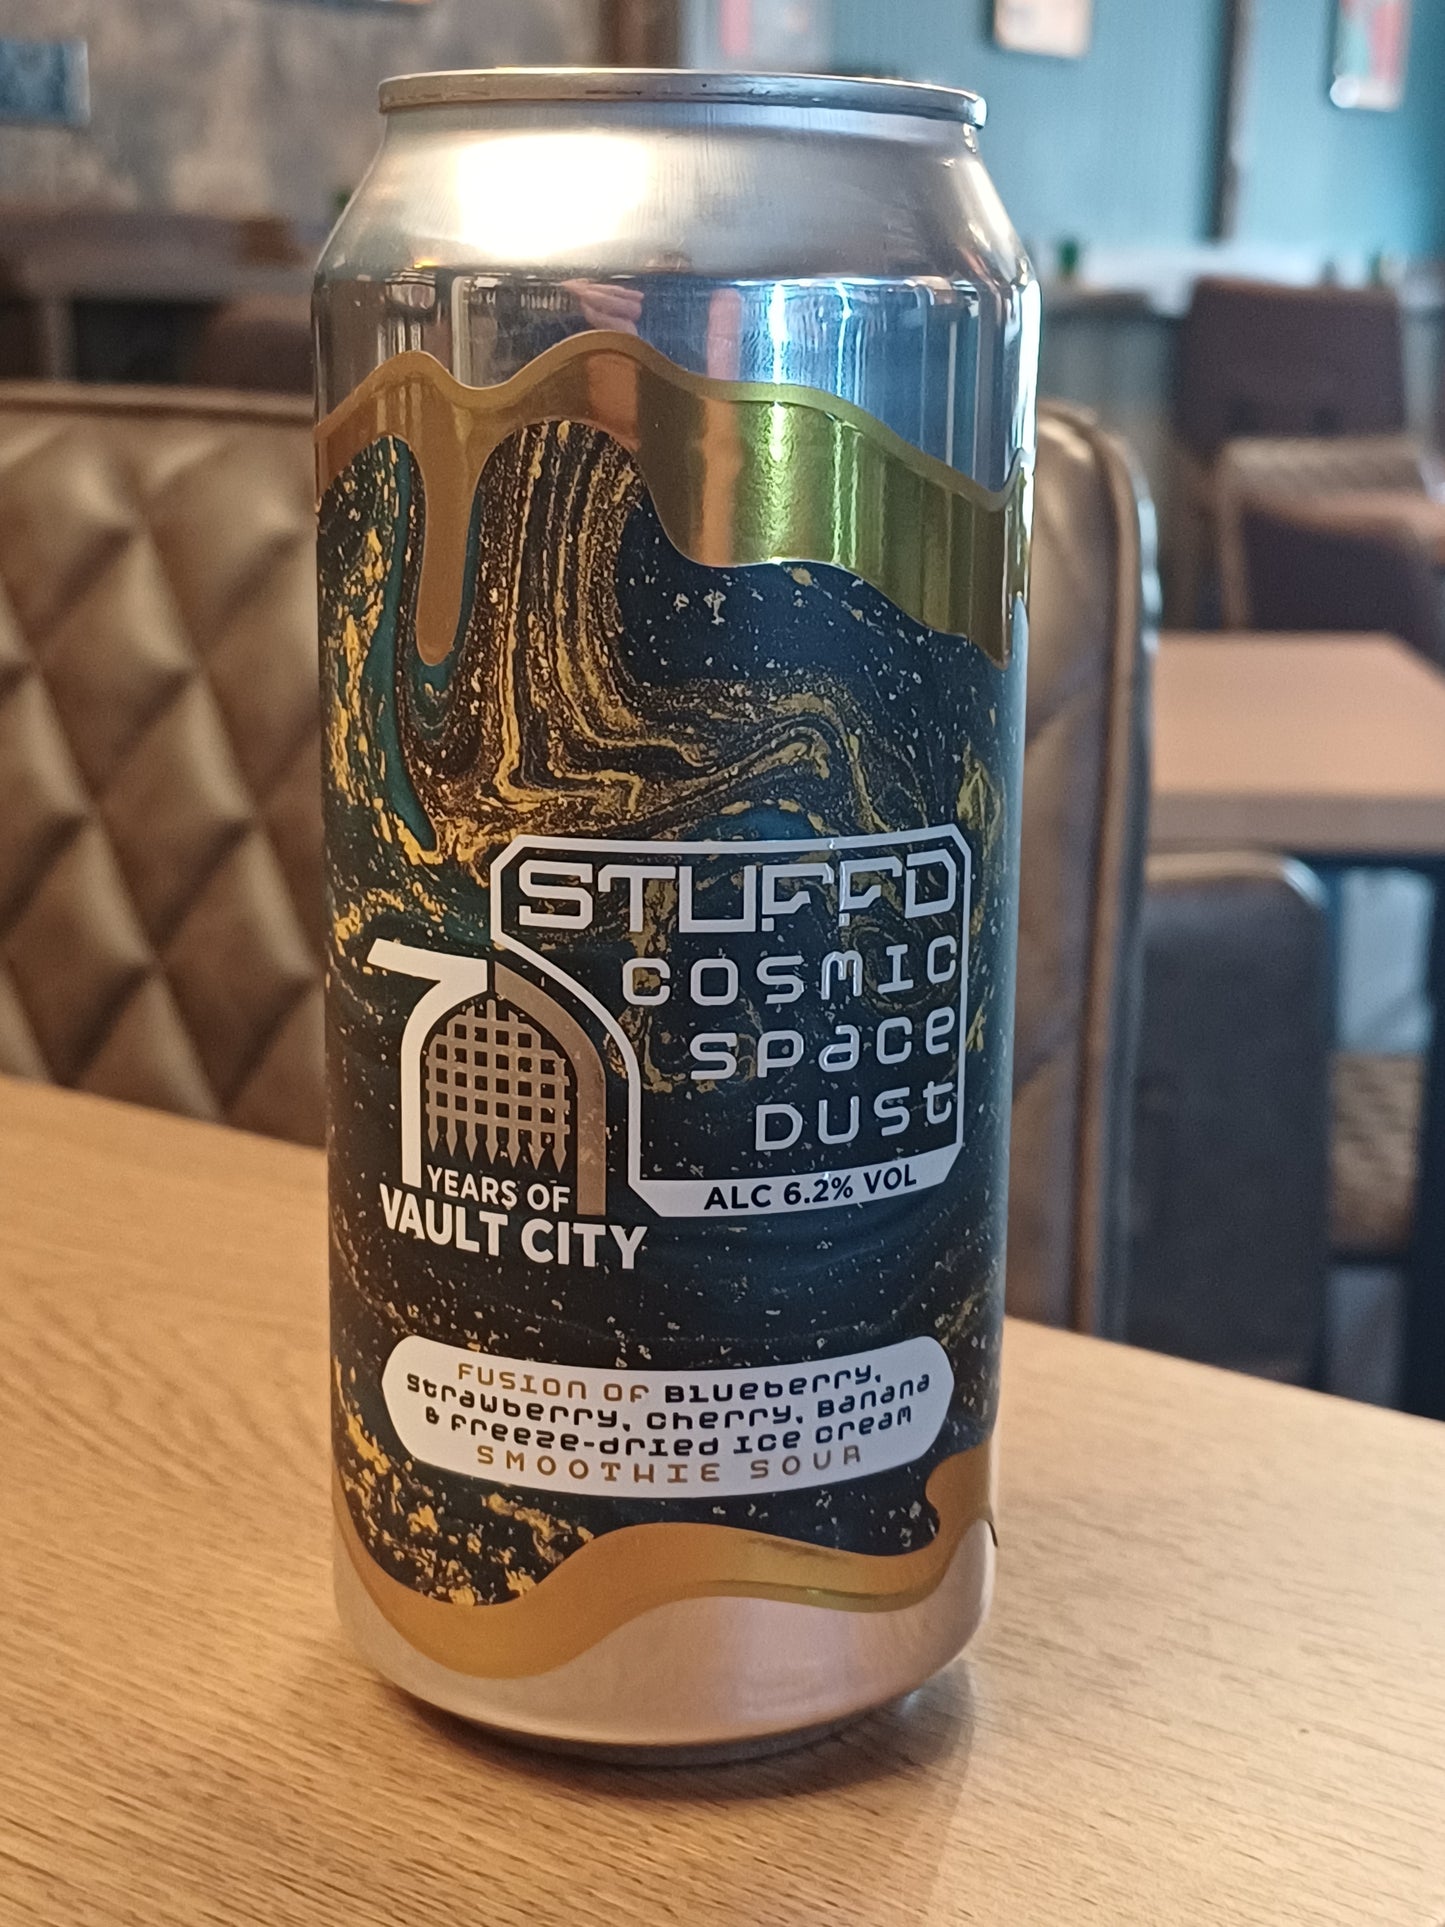 STUFFD
COSMIC
SPACE
DUST
ALC 6.2% VOL
7
YEARS OF
VAULT CITY
FUSION OF Blueberry,
Strawberry, Cherry, Banana
& Freeze-dried Ice Cream
SMOOTHIE SOUR